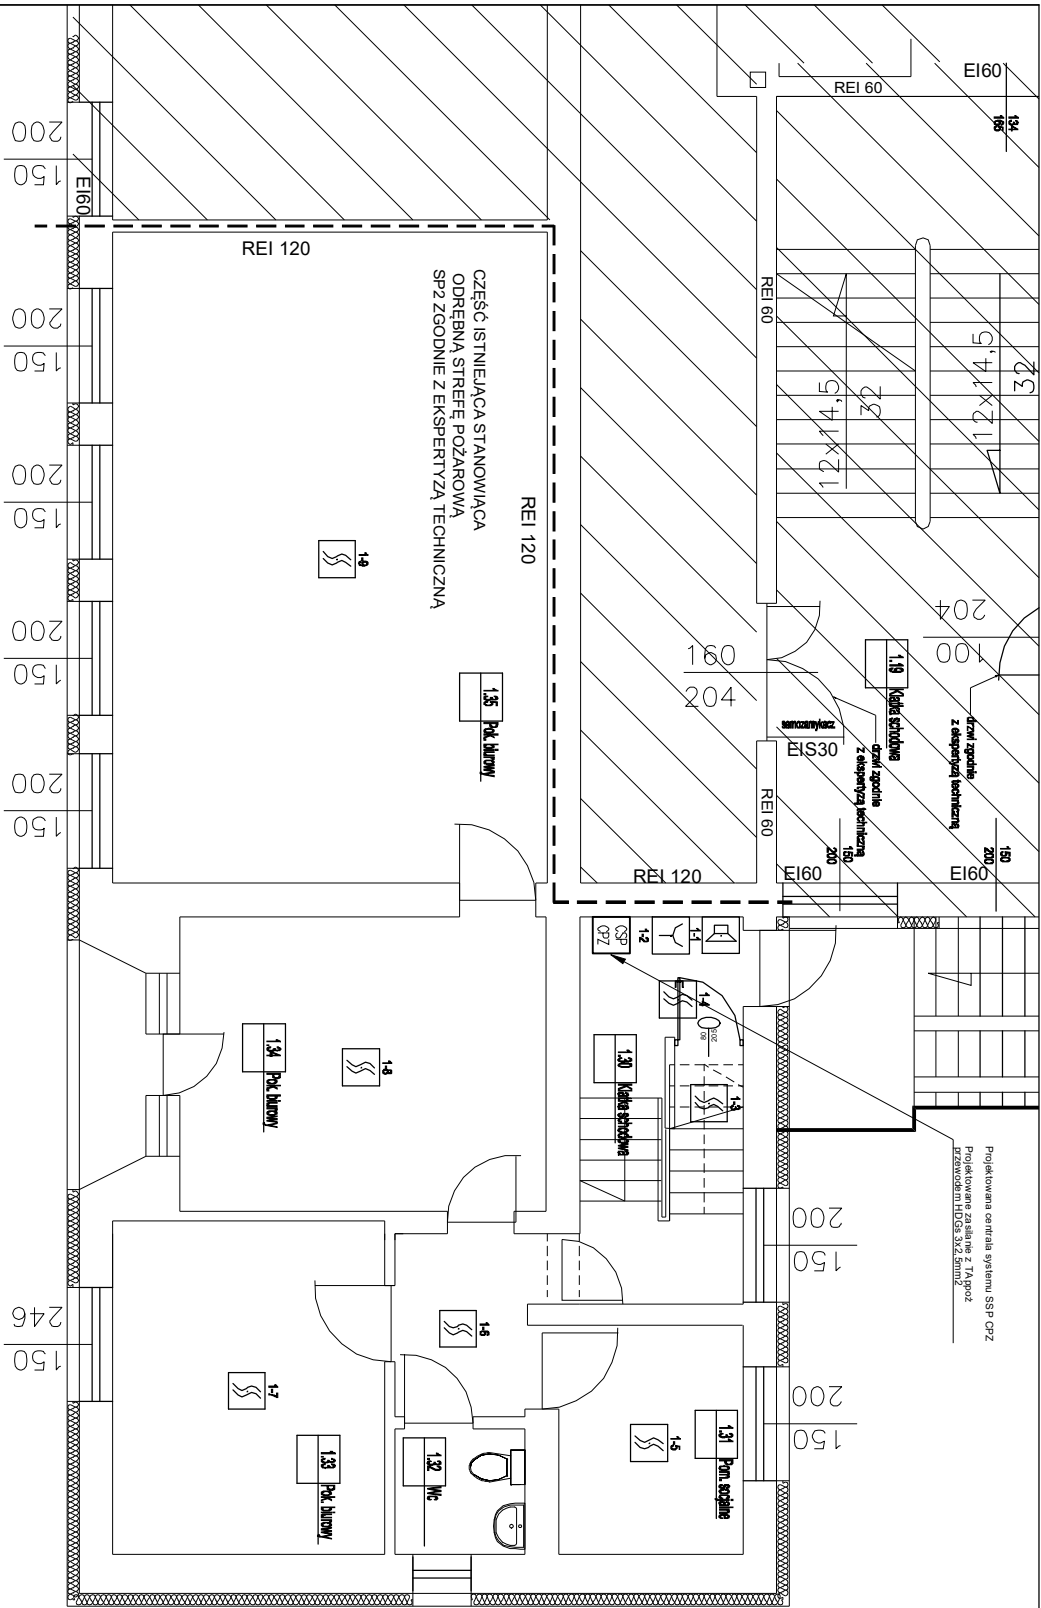 EI60
REI 60
134
165
200
150
EI60
REI 120
CZĘŚĆ ISTNIEJĄCA STANOWIĄCA
ODRĘBNĄ STREFĘ POŻAROWĄ
SP2 ZGODNIE Z EKSPERTYZĄ TECHNICZNĄ
REI 60
12x14,5
32
12x14,5
32
200
150
REI 120
200
150
1-9
204
100
160
204
1.19 Klatka schodowa
drzwi zgodnie
z ekspertyzą techniczną
samozamykacz
EIS30
drzwi zgodnie
z ekspertyzą techniczną
200
150
1.35 Pok. biurowy
REI 60
200
150
150
200
150
200
EI60
EI60
REI 120
CSP
CPZ
1-2
1-1
1-4
205
1.30 Klatka schodowa
1-3
1.34 Pok. biurowy
1-8
Projektowana centrala systemu SSP CPZ
Projektowane zasilanie z TAppoż
przewodem HDGs 3x2,5mm2
200
150
246
150
1-6
1-7
200
150
1-5
1.31 Pom. socjalne
1.32 Wc
1.33 Pok. biurowy